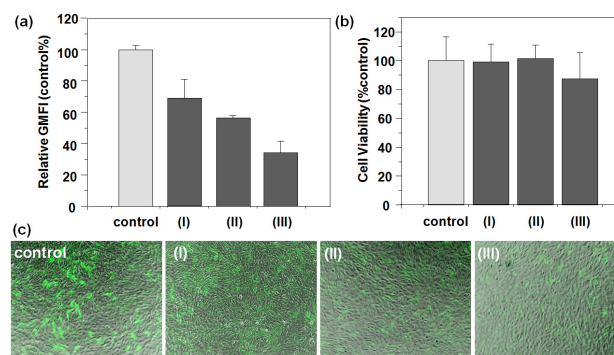 (a)
Relative GMFI (control%)
120
100
80
60
40
20
0
control (I) (II) (III)
(b)
Cell Viability (%control)
120
100
80
60
40
20
0
control (I) (II) (III)
(c)
control
(I)
(II)
(III)